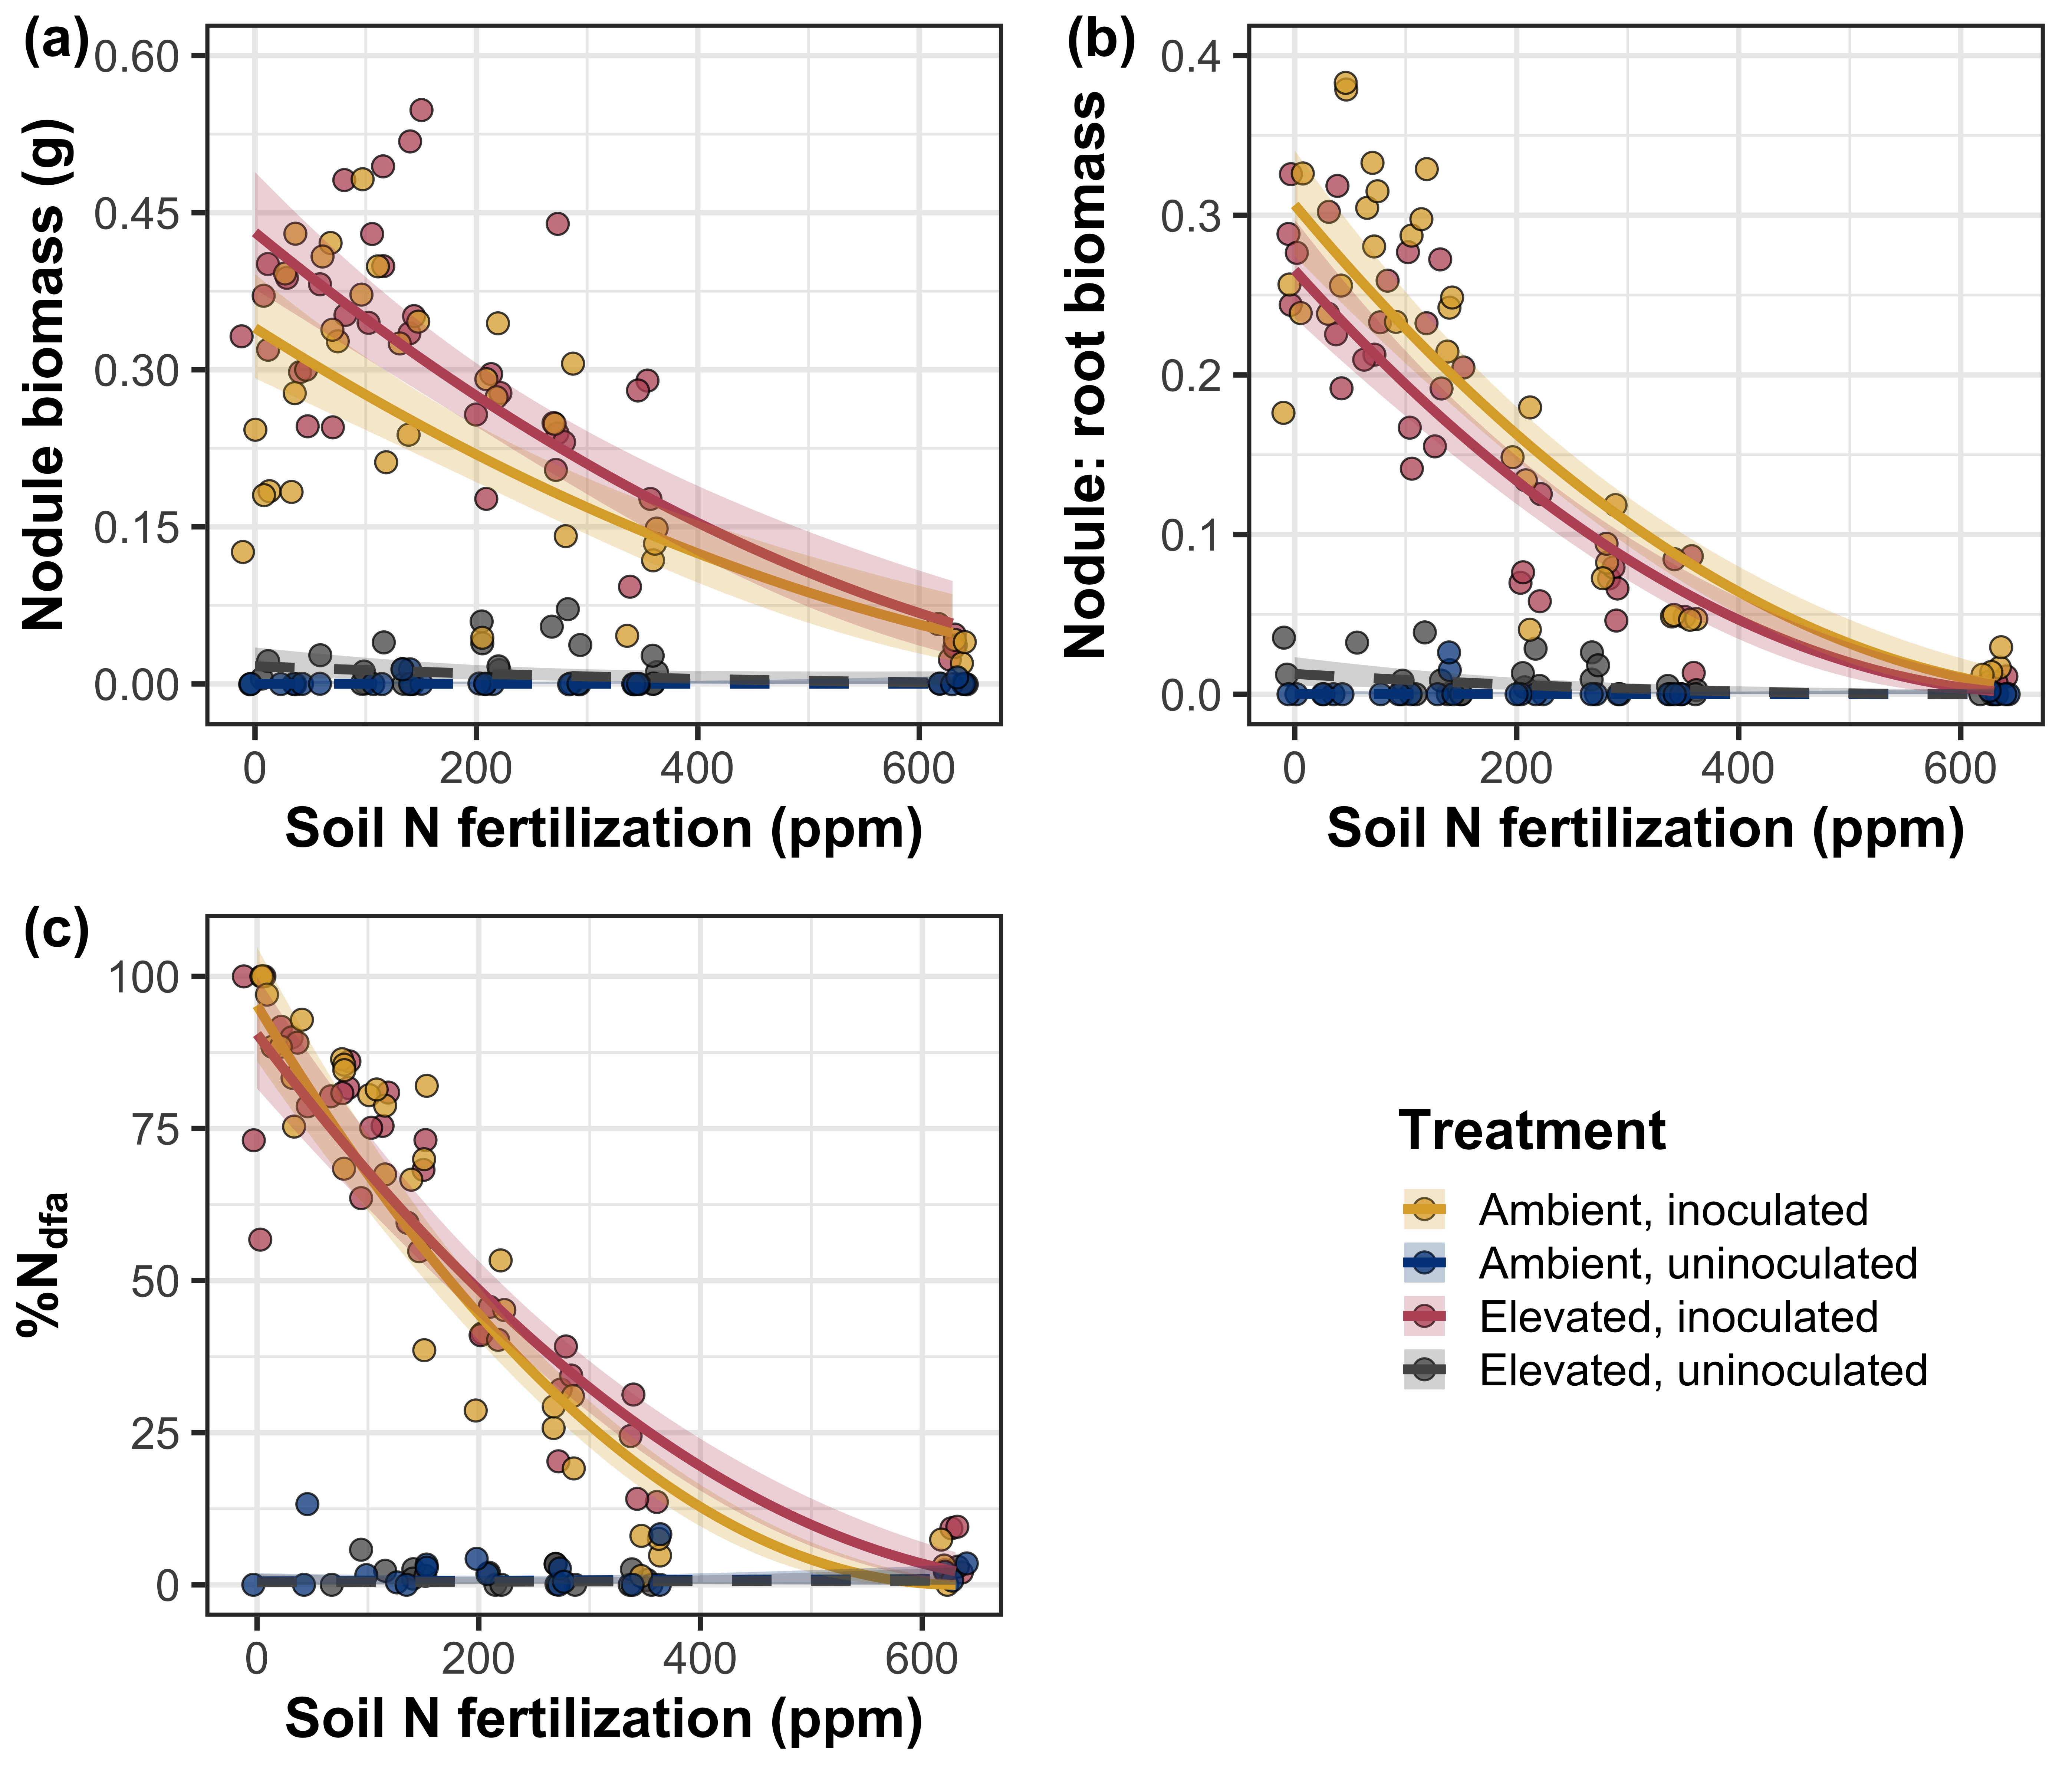 (a)
0.60
0.45
0.30
0.15
0.00
Nodule biomass (g)
0 200 400 600
Soil N fertilization (ppm)
(b)
0.4
0.3
0.2
0.1
0.0
Nodule: root biomass
0 200 400 600
Soil N fertilization (ppm)
(c)
100
75
50
25
0
%Ndfa
0 200 400 600
Soil N fertilization (ppm)
Treatment
Ambient, inoculated
Ambient, uninoculated
Elevated, inoculated
Elevated, uninoculated